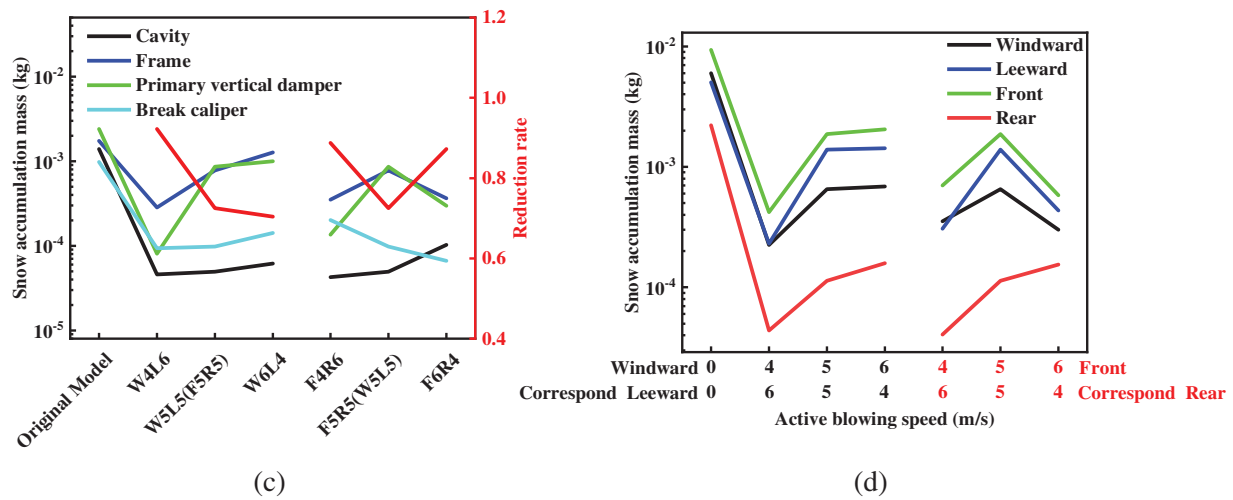 Snow accumulation mass (kg)
10⁻²
10⁻³
10⁻⁴
10⁻⁵
Cavity
Frame
Primary vertical damper
Break caliper
1.2
1.0
0.8
0.6
0.4
Reduction rate
Original Model
W4L6
W5L5(F5R5)
W6L4
F4R6
F5R5(W5L5)
F6R4
(c)
Snow accumulation mass (kg)
10⁻²
10⁻³
10⁻⁴
Windward
Leeward
Front
Rear
Windward 0 4 5 6 4 5 6 Front
Correspond Leeward 0 6 5 4 6 5 4 Correspond Rear
Active blowing speed (m/s)
(d)